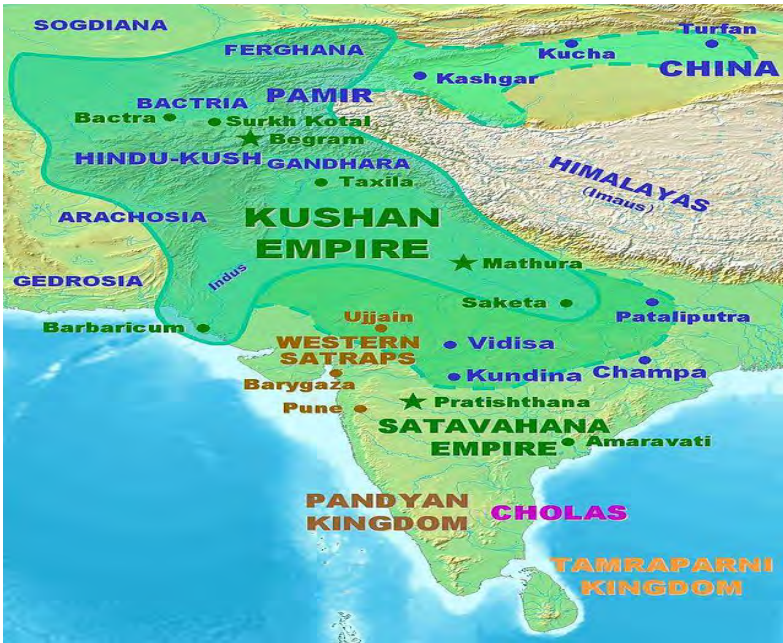 SOGDIANA
FERGHANA
Turfan
Kucha
CHINA
Kashgar
PAMIR
BACTRIA
Bactra
Surkh Kotal
Begram
HINDU-KUSH
GANDHARA
Taxila
HIMALAYAS
(Imaus)
ARACHOSIA
KUSHAN
EMPIRE
Mathura
GEDROSIA
Indus
Saketa
Pataliputra
Barbaricum
Ujjain
WESTERN
SATRAPS
Vidisa
Barygaza
Kundina
Champa
Pune
Pratishthana
SATAVAHANA
EMPIRE
Amaravati
PANDYAN
KINGDOM
CHOLAS
TAMRAPARNI
KINGDOM